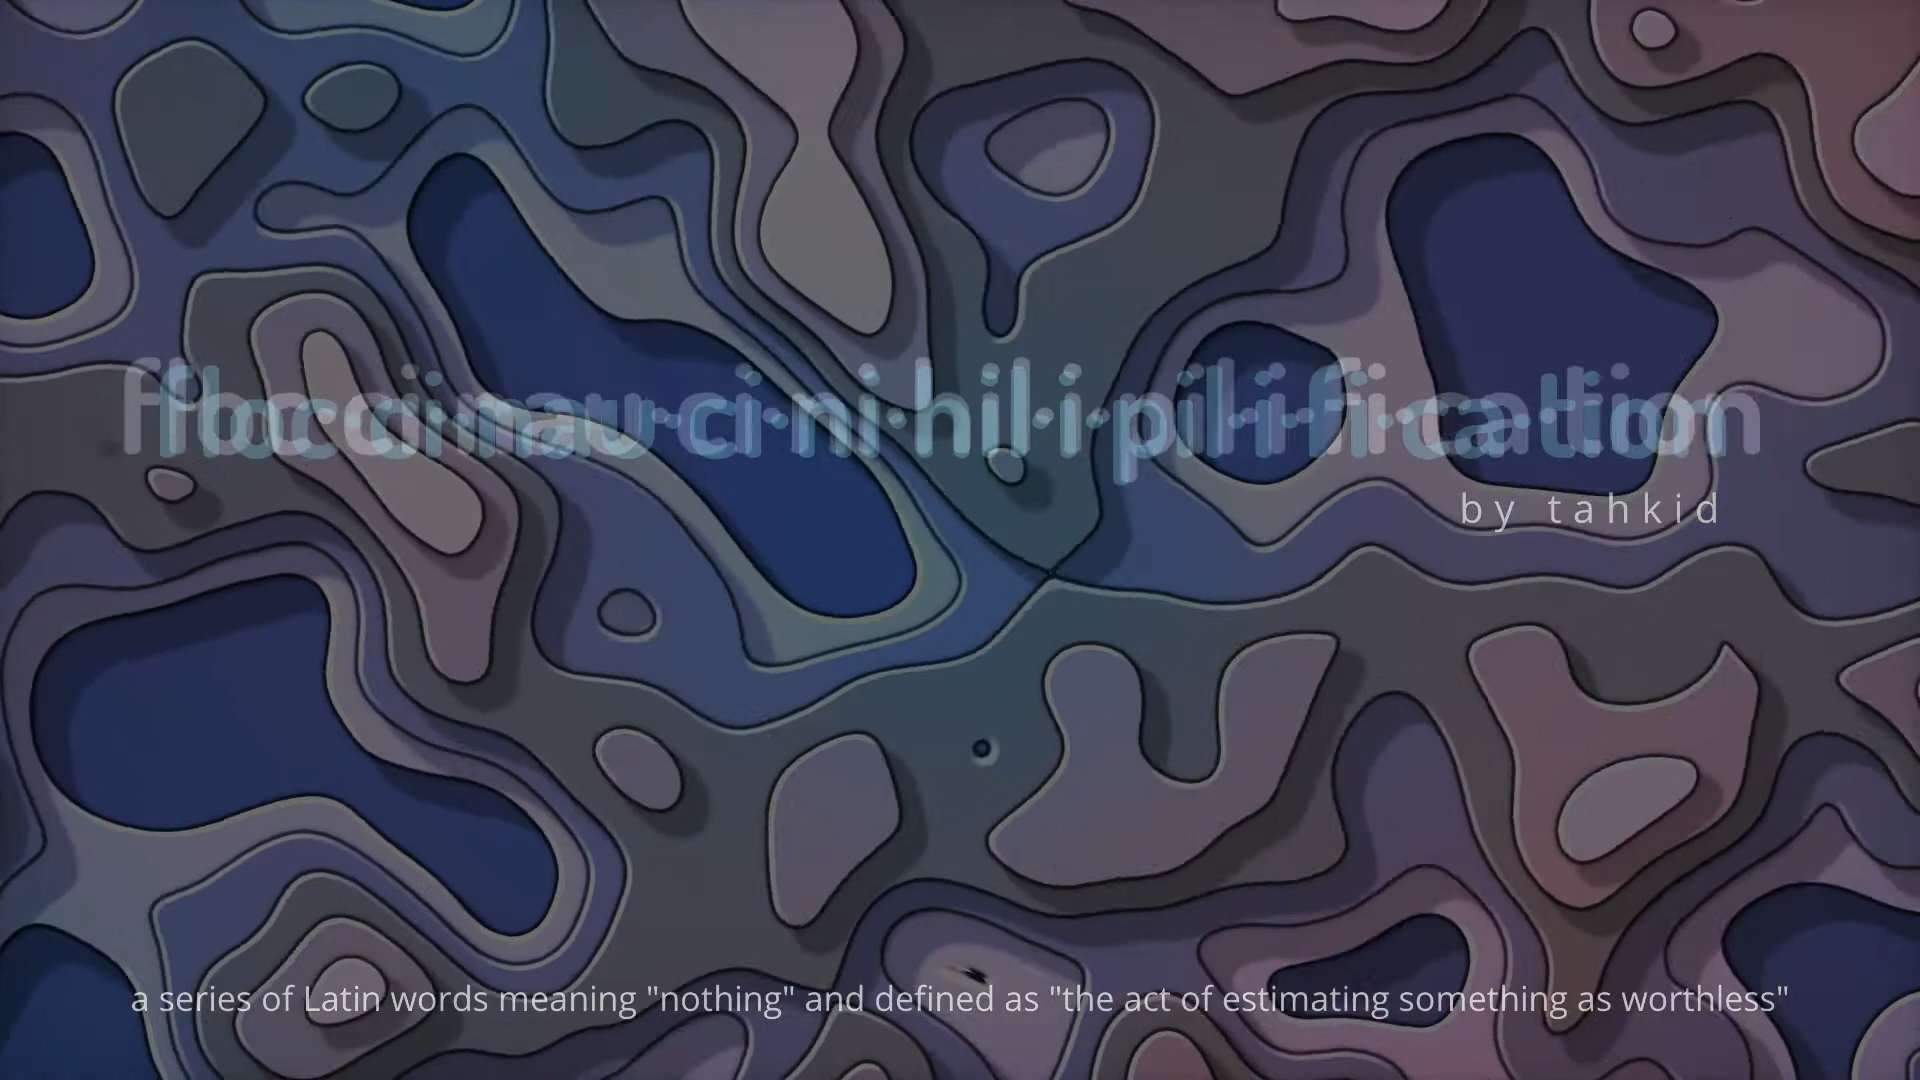 floc·ci·nau·ci·ni·hil·i·pil·i·fi·ca·tion
by tahkid
a series of Latin words meaning "nothing" and defined as "the act of estimating something as worthless"